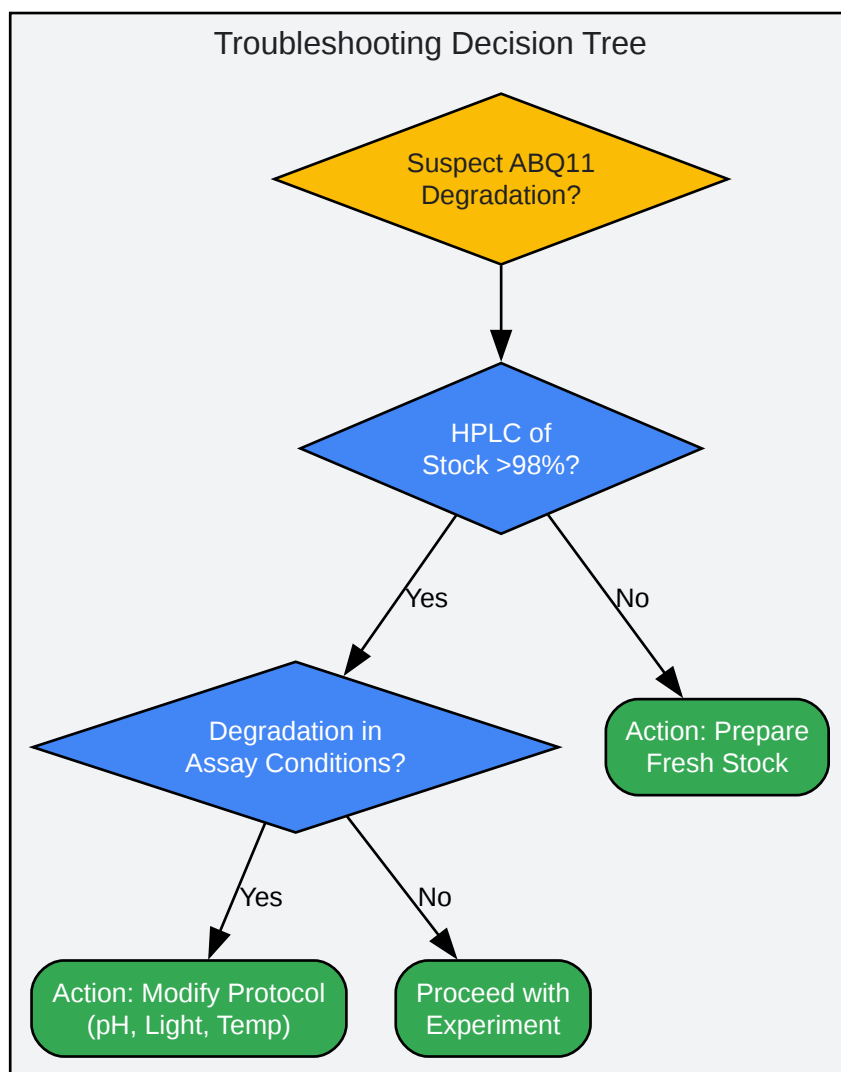 Troubleshooting Decision Tree
Suspect ABQ11
Degradation?
HPLC of
Stock >98%?
Yes
No
Degradation in
Assay Conditions?
Action: Prepare
Fresh Stock
Yes
No
Action: Modify Protocol
(pH, Light, Temp)
Proceed with
Experiment